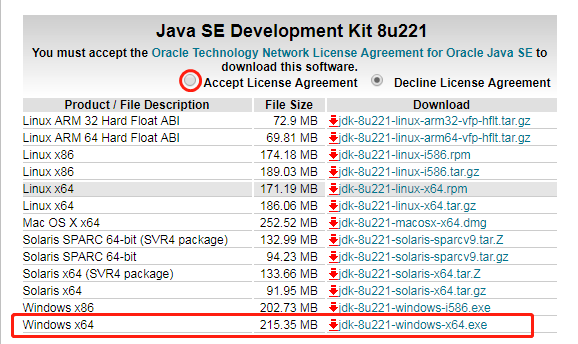 Java SE Development Kit 8u221
You must accept the Oracle Technology Network License Agreement for Oracle Java SE to
download this software.
Accept License Agreement Decline License Agreement
Product / File Description File Size Download
Linux ARM 32 Hard Float ABI 72.9 MB jdk-8u221-linux-arm32-vfp-hflt.tar.gz
Linux ARM 64 Hard Float ABI 69.81 MB jdk-8u221-linux-arm64-vfp-hflt.tar.gz
Linux x86 174.18 MB jdk-8u221-linux-i586.rpm
Linux x86 189.03 MB jdk-8u221-linux-i586.tar.gz
Linux x64 171.19 MB jdk-8u221-linux-x64.rpm
Linux x64 186.06 MB jdk-8u221-linux-x64.tar.gz
Mac OS X x64 252.52 MB jdk-8u221-macosx-x64.dmg
Solaris SPARC 64-bit (SVR4 package) 132.99 MB jdk-8u221-solaris-sparcv9.tar.Z
Solaris SPARC 64-bit 94.23 MB jdk-8u221-solaris-sparcv9.tar.gz
Solaris x64 (SVR4 package) 133.66 MB jdk-8u221-solaris-x64.tar.Z
Solaris x64 91.95 MB jdk-8u221-solaris-x64.tar.gz
Windows x86 202.73 MB jdk-8u221-windows-i586.exe
Windows x64 215.35 MB jdk-8u221-windows-x64.exe